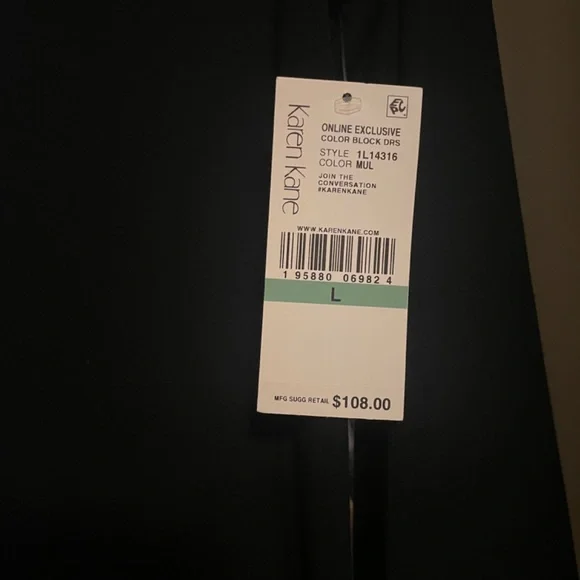 Karen Kane
ONLINE EXCLUSIVE
COLOR BLOCK DRS
STYLE 1L14316
COLOR MUL
JOIN THE
CONVERSATION
#KARENKANE
WWW.KARENKANE.COM
1 95880 06982 4
L
MFG SUGG RETAIL $108.00